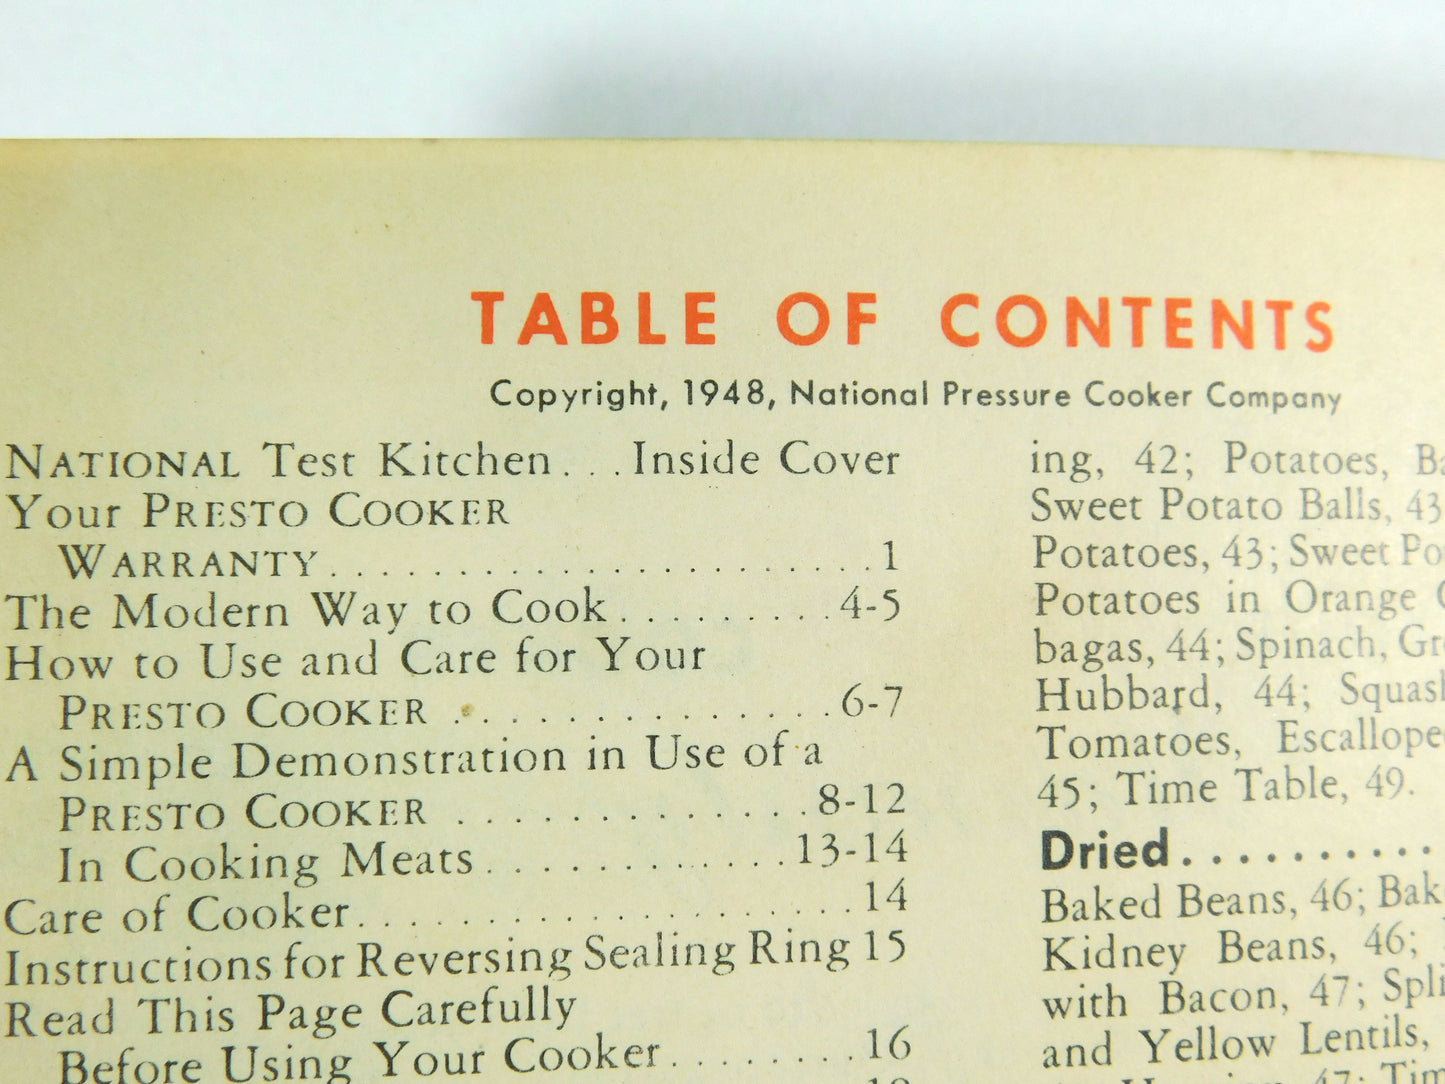 TABLE OF CONTENTS
Copyright, 1948, National Pressure Cooker Company
NATIONAL Test Kitchen. . .Inside Cover
Your PRESTO COOKER
WARRANTY. . . . . . . . . . . . . . . . . . . . . . .1
The Modern Way to Cook. . . . . . . . .4-5
How to Use and Care for Your
PRESTO COOKER . . . . . . . . . . . . . .6-7
A Simple Demonstration in Use of a
PRESTO COOKER . . . . . . . . . . . . .8-12
In Cooking Meats. . . . . . . . . . . .13-14
Care of Cooker. . . . . . . . . . . . . . . . . . .14
Instructions for Reversing Sealing Ring 15
Read This Page Carefully
Before Using Your Cooker. . . . . . . .16
ing, 42; Potatoes,
Sweet Potato Balls, 43
Potatoes, 43; Sweet
Potatoes in Orange
bagas, 44; Spinach,
Hubbard, 44; Squash
Tomatoes, Escalloped
45; Time Table, 49.
Dried. . . . . . . . . .
Baked Beans, 46;
Kidney Beans, 46;
with Bacon, 47;
and Yellow Lentils,
47;